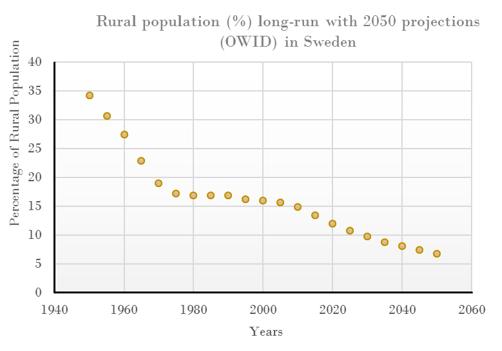 Rural population (%) long-run with 2050 projections
(OWID) in Sweden
Percentage of Rural Population
40
35
30
25
20
15
10
5
0
1940 1960 1980 2000 2020 2040 2060
Years